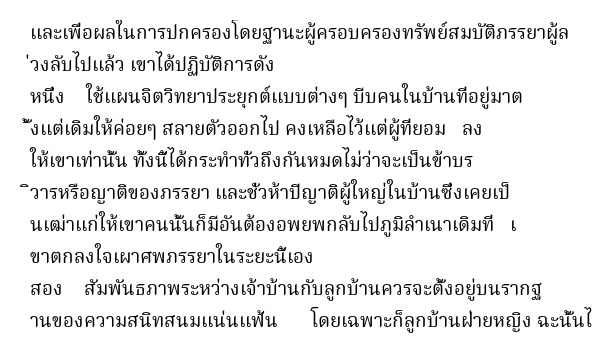 และเพื่อผลในการปกครองโดยฐานะผู้ครอบครองทรัพย์สมบัติภรรยาผู้ล
่วงลับไปแล้ว เขาได้ปฏิบัติการดัง
หนึ่ง    ใช้แผนจิตวิทยาประยุกต์แบบต่างๆ บีบคนในบ้านที่อยู่มาต
ั้งแต่เดิมให้ค่อยๆ สลายตัวออกไป คงเหลือไว้แต่ผู้ที่ยอม   ลง
ให้เขาเท่านั้น ทั้งนี้ได้กระทำทั่วถึงกันหมดไม่ว่าจะเป็นข้าบร
ิวารหรือญาติของภรรยา และชั่วห้าปีญาติผู้ใหญ่ในบ้านซึ่งเคยเป็
นเฒ่าแก่ให้เขาคนนั้นก็มีอันต้องอพยพกลับไปภูมิลำเนาเดิมที่   เ
ขาตกลงใจเผาศพภรรยาในระยะนี้เอง
สอง    สัมพันธภาพระหว่างเจ้าบ้านกับลูกบ้านควรจะตั้งอยู่บนรากฐ
านของความสนิทสนมแน่นแฟ้น      โดยเฉพาะก็ลูกบ้านฝ่ายหญิง ฉะนั้นไ